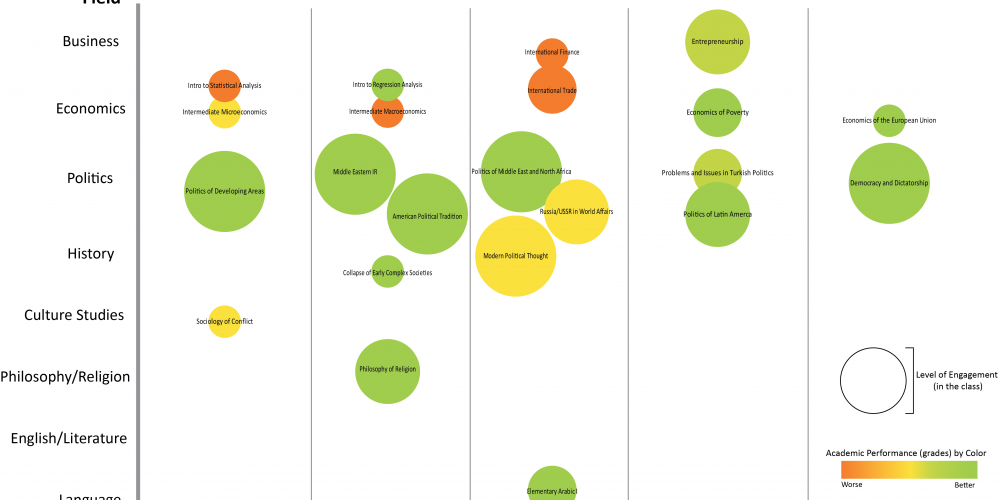 Field
Business
Economics
Politics
History
Culture Studies
Philosophy/Religion
English/Literature
Language
Intro to Statistical Analysis
Intermediate Microeconomics
Politics of Developing Areas
Sociology of Conflict
Intro to Regression Analysis
Intermediate Macroeconomics
Middle Eastern IR
American Political Tradition
Collapse of Early Complex Societies
Philosophy of Religion
International Finance
International Trade
Politics of Middle East and North Africa
Russia/USSR in World Affairs
Modern Political Thought
Elementary Arabic I
Entrepreneurship
Economics of Poverty
Problems and Issues in Turkish Politics
Politics of Latin Amerca
Economics of the European Union
Democracy and Dictatorship
Level of Engagement
(in the class)
Academic Performance (grades) by Color
Worse
Better